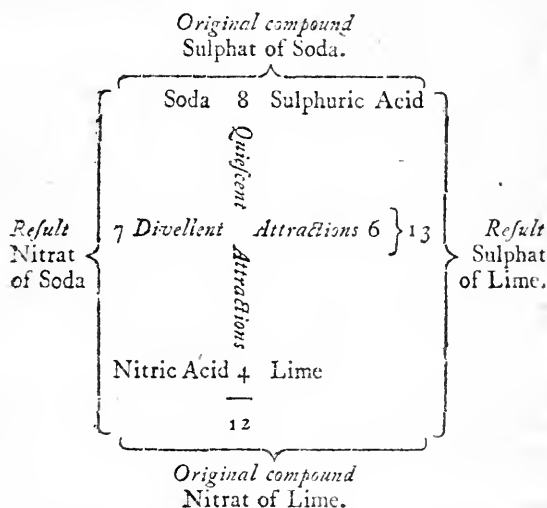 Original compound
Sulphat of Soda.
Soda 8 Sulphuric Acid
Quieſcent
Reſult
Nitrat
of Soda
7 Divellent Attractions 6 } 13
Reſult
Sulphat
of Lime.
Attractions
Nitric Acid 4 Lime
12
Original compound
Nitrat of Lime.